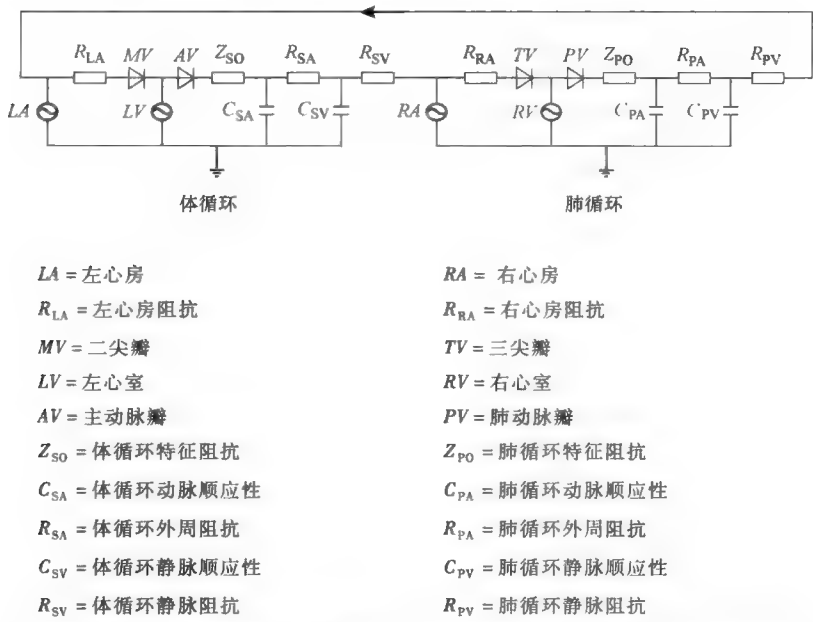 R_LA MV AV Z_SO R_SA R_SV R_RA TV PV Z_PO R_PA R_PV
LA LV C_SA C_SV RA RV C_PA C_PV
体循环 肺循环
LA = 左心房 RA = 右心房
R_LA = 左心房阻抗 R_RA = 右心房阻抗
MV = 二尖瓣 TV = 三尖瓣
LV = 左心室 RV = 右心室
AV = 主动脉瓣 PV = 肺动脉瓣
Z_SO = 体循环特征阻抗 Z_PO = 肺循环特征阻抗
C_SA = 体循环动脉顺应性 C_PA = 肺循环动脉顺应性
R_SA = 体循环外周阻抗 R_PA = 肺循环外周阻抗
C_SV = 体循环静脉顺应性 C_PV = 肺循环静脉顺应性
R_SV = 体循环静脉阻抗 R_PV = 肺循环静脉阻抗